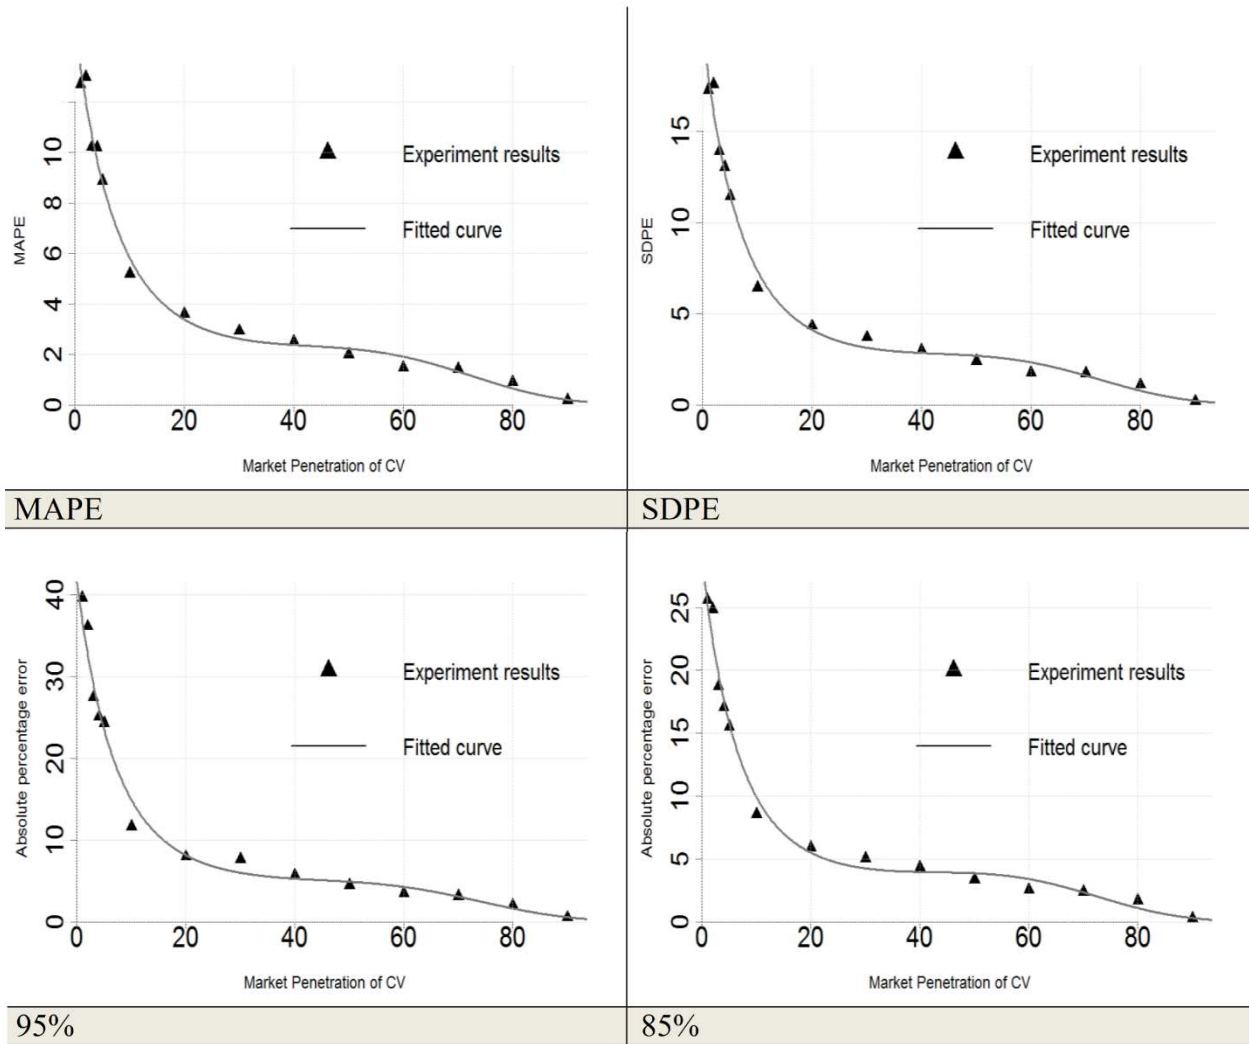 MAPE
10
8
6
4
2
0
Experiment results
Fitted curve
0 20 40 60 80
Market Penetration of CV
SDPE
15
10
5
0
Experiment results
Fitted curve
0 20 40 60 80
Market Penetration of CV
MAPE
SDPE
Absolute percentage error
40
30
20
10
0
Experiment results
Fitted curve
0 20 40 60 80
Market Penetration of CV
Absolute percentage error
25
20
15
10
5
0
Experiment results
Fitted curve
0 20 40 60 80
Market Penetration of CV
95%
85%